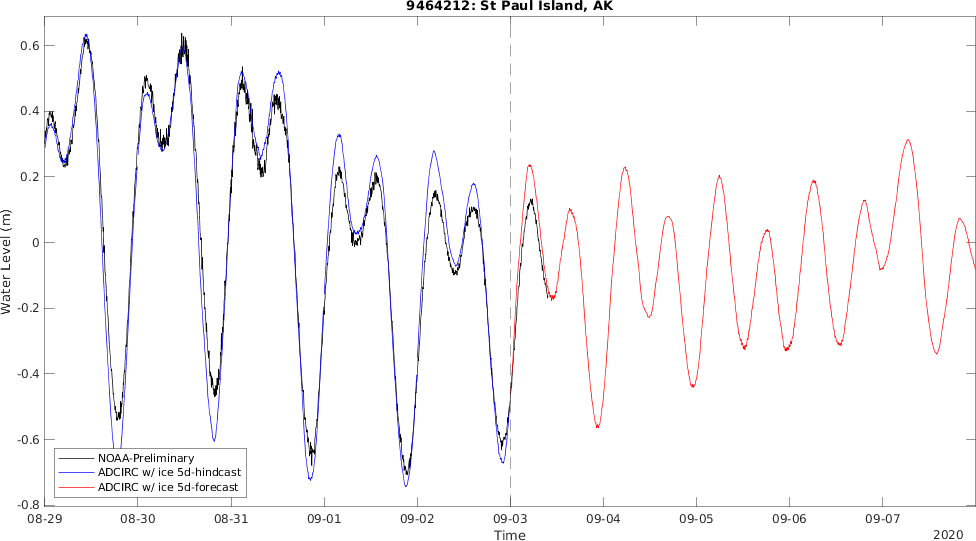 9464212: St Paul Island, AK
Water Level (m)
0.6
0.4
0.2
0
-0.2
-0.4
-0.6
-0.8
NOAA-Preliminary
ADCIRC w/ ice 5d-hindcast
ADCIRC w/ ice 5d-forecast
08-29 08-30 08-31 09-01 09-02 09-03 09-04 09-05 09-06 09-07
Time
2020